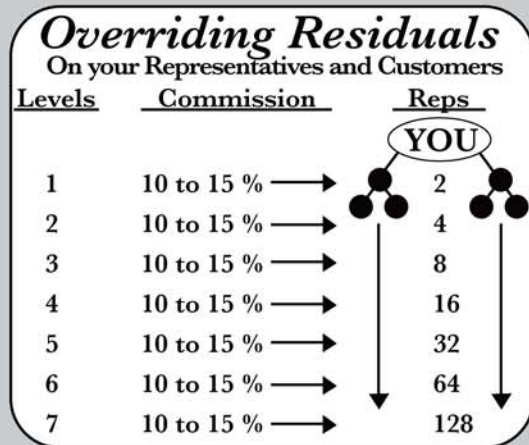 Overriding Residuals
On your Representatives and Customers
Levels Commission Reps
YOU
1 10 to 15 % 2
2 10 to 15 % 4
3 10 to 15 % 8
4 10 to 15 % 16
5 10 to 15 % 32
6 10 to 15 % 64
7 10 to 15 % 128